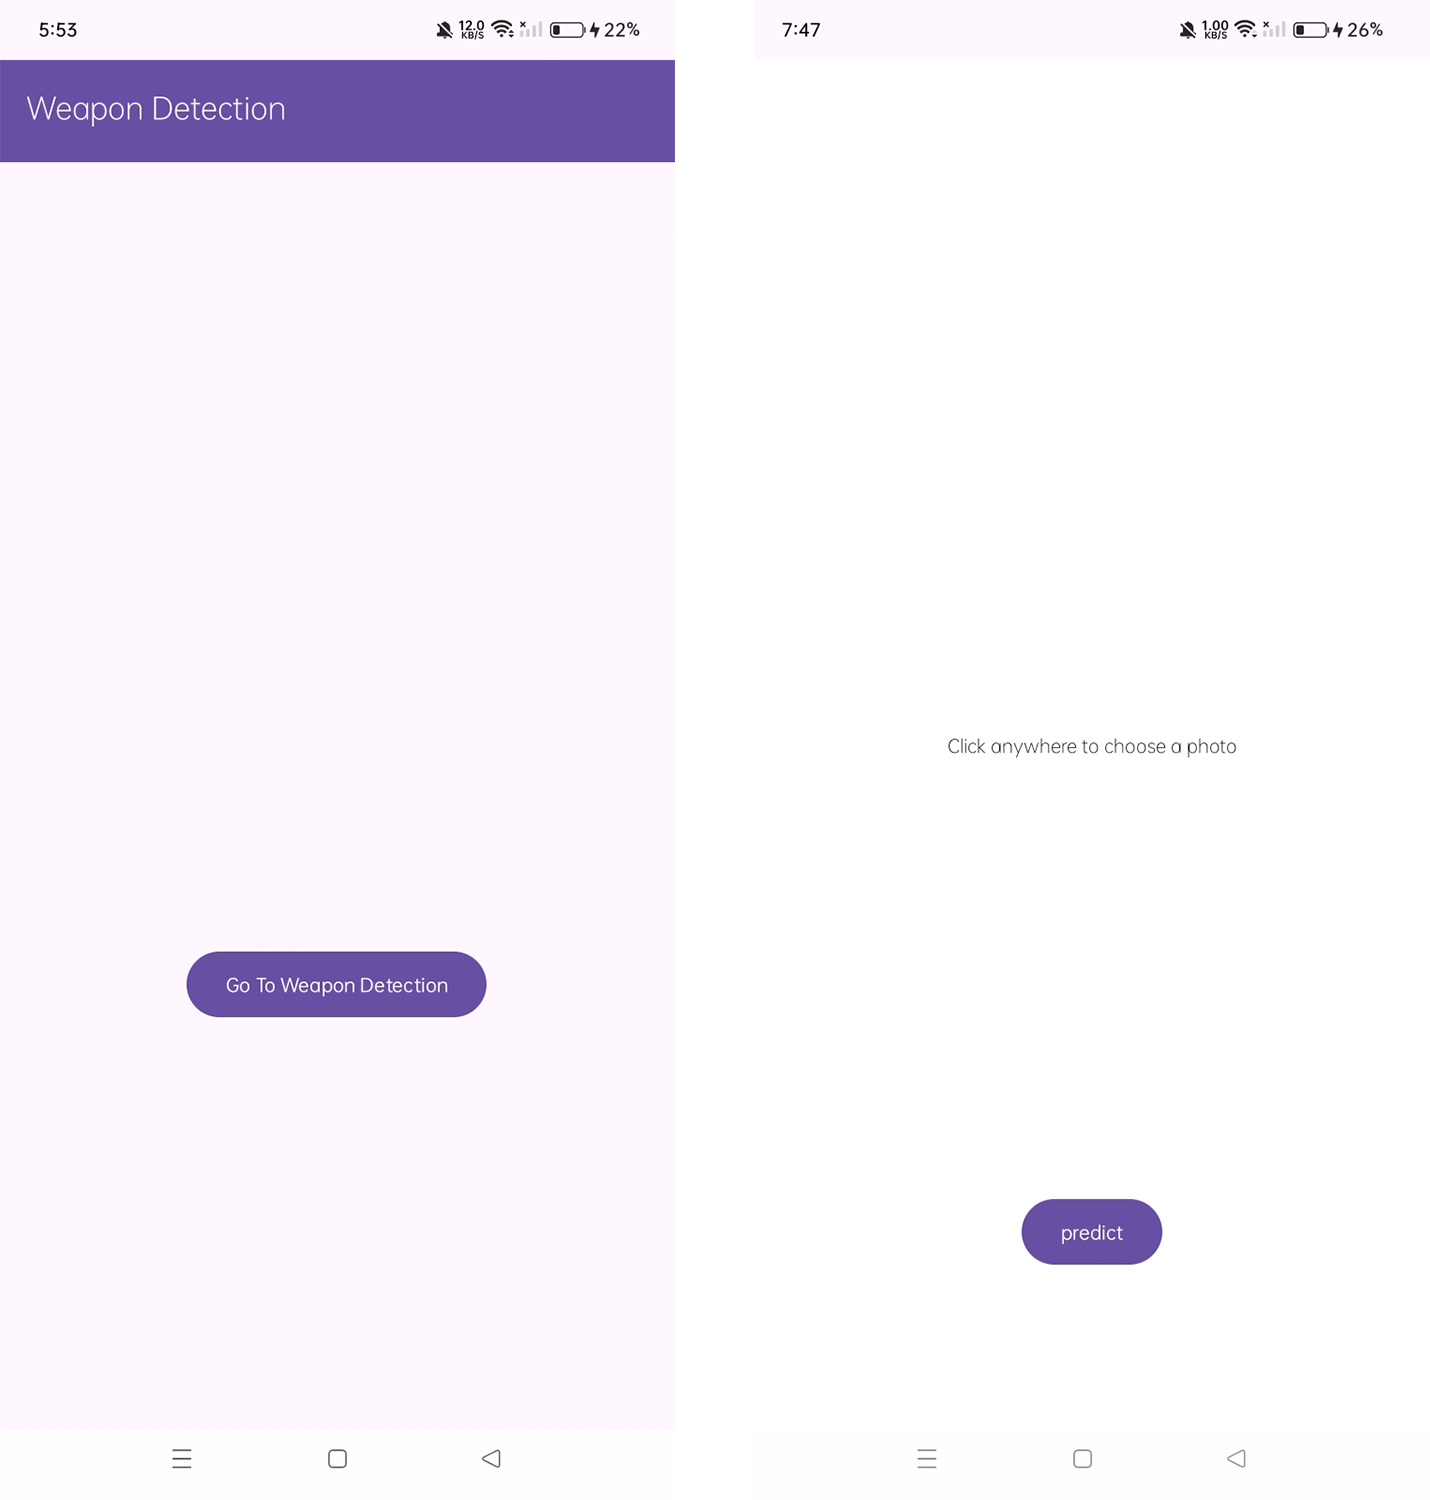 5:53
12.0
KB/S
22%
Weapon Detection
Go To Weapon Detection
7:47
1.00
KB/S
26%
Click anywhere to choose a photo
predict